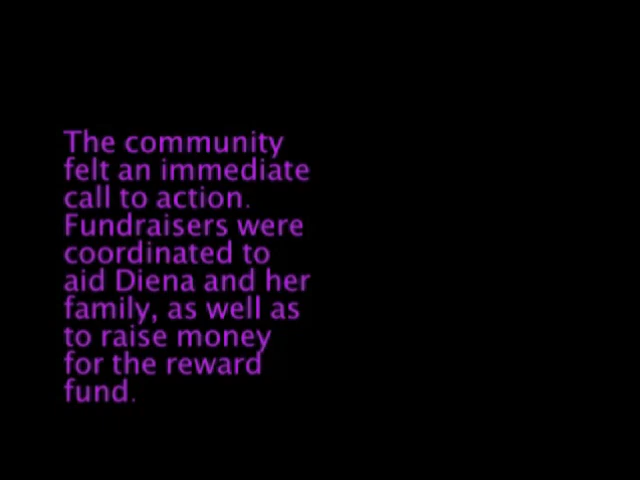 The community
felt an immediate
call to action.
Fundraisers were
coordinated to
aid Diena and her
family, as well as
to raise money
for the reward
fund.